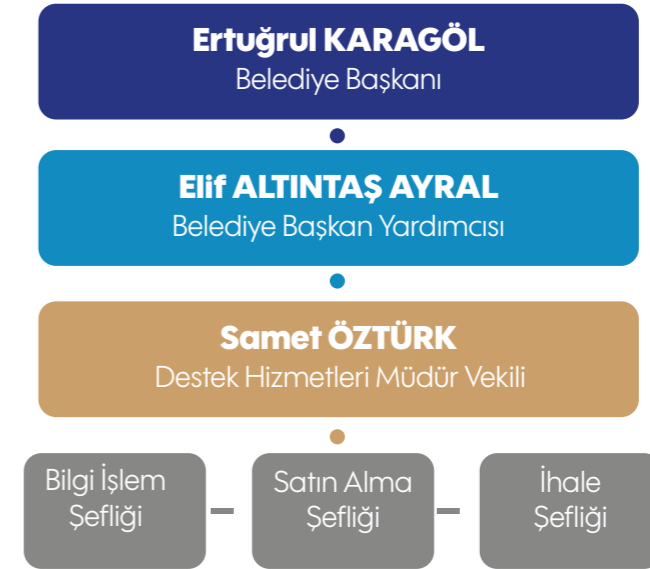 Ertuğrul KARAGÖL
Belediye Başkanı
Elif ALTINTAŞ AYRAL
Belediye Başkan Yardımcısı
Samet ÖZTÜRK
Destek Hizmetleri Müdür Vekili
Bilgi İşlem
Şefliği
Satın Alma
Şefliği
İhale
Şefliği